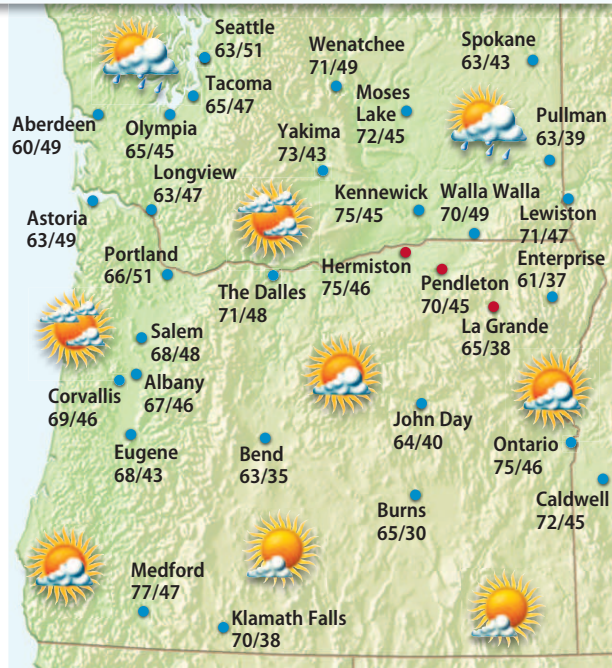 Seattle
63/51
Wenatchee
71/49
Spokane
63/43
Tacoma
65/47
Moses
Lake
72/45
Aberdeen
60/49
Olympia
65/45
Yakima
73/43
Pullman
63/39
Longview
63/47
Kennewick
75/45
Walla Walla
70/49
Lewiston
71/47
Astoria
63/49
Portland
66/51
The Dalles
71/48
Hermiston
75/46
Pendleton
70/45
Enterprise
61/37
La Grande
65/38
Salem
68/48
Corvallis
69/46
Albany
67/46
John Day
64/40
Eugene
68/43
Bend
63/35
Ontario
75/46
Burns
65/30
Caldwell
72/45
Medford
77/47
Klamath Falls
70/38